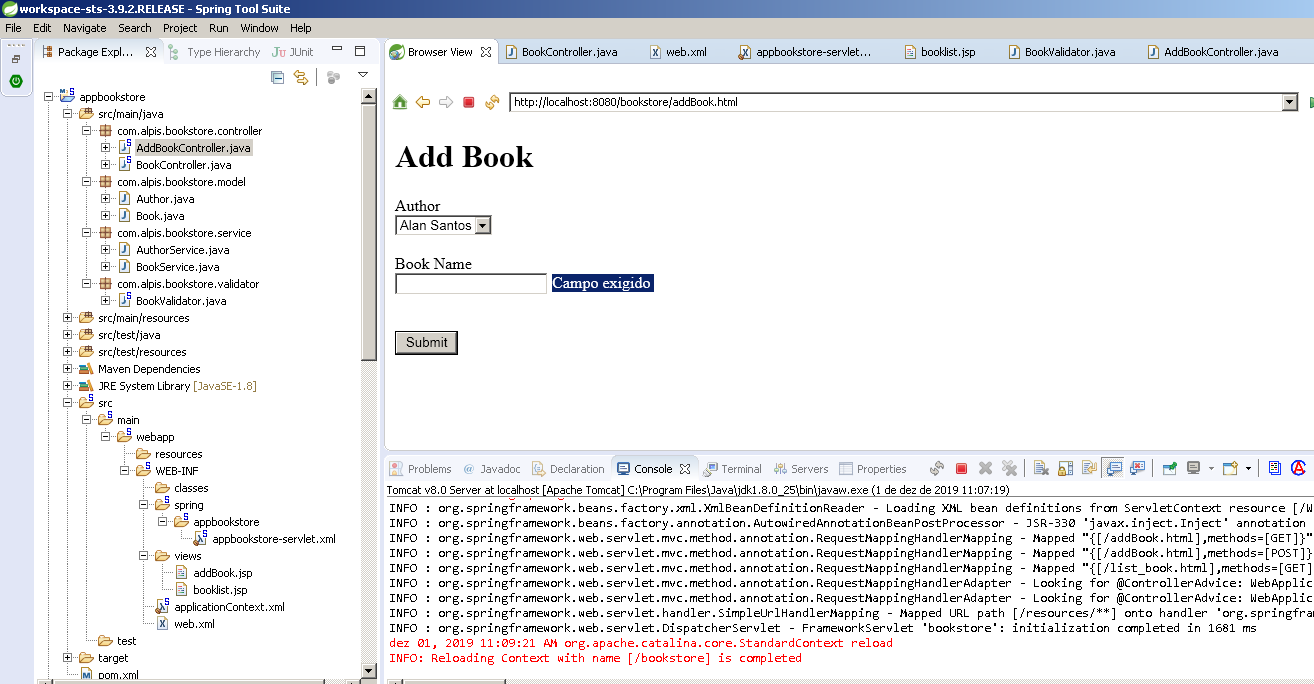 workspace-sts-3.9.2.RELEASE - Spring Tool Suite
File Edit Navigate Search Project Run Window Help
Package Expl... Type Hierarchy JUnit
Browser View BookController.java web.xml appbookstore-servlet... booklist.jsp BookValidator.java AddBookController.java
appbookstore
src/main/java
com.alpis.bookstore.controller
AddBookController.java
BookController.java
com.alpis.bookstore.model
Author.java
Book.java
com.alpis.bookstore.service
AuthorService.java
BookService.java
com.alpis.bookstore.validator
BookValidator.java
src/main/resources
src/test/java
src/test/resources
Maven Dependencies
JRE System Library [JavaSE-1.8]
src
main
webapp
resources
WEB-INF
classes
spring
appbookstore
appbookstore-servlet.xml
views
addBook.jsp
booklist.jsp
applicationContext.xml
web.xml
test
target
pom.xml
http://localhost:8080/bookstore/addBook.html
Add Book
Author
Alan Santos
Book Name
Campo exigido
Submit
Problems Javadoc Declaration Console Terminal Servers Properties
Tomcat v8.0 Server at localhost [Apache Tomcat] C:\Program Files\Java\jdk1.8.0_25\bin\javaw.exe (1 de dez de 2019 11:07:19)
INFO : org.springframework.beans.factory.xml.XmlBeanDefinitionReader - Loading XML bean definitions from ServletContext resource [/W
INFO : org.springframework.beans.factory.annotation.AutowiredAnnotationBeanPostProcessor - JSR-330 'javax.inject.Inject' annotation
INFO : org.springframework.web.servlet.mvc.method.annotation.RequestMappingHandlerMapping - Mapped "{[/addBook.html],methods=[GET]}"
INFO : org.springframework.web.servlet.mvc.method.annotation.RequestMappingHandlerMapping - Mapped "{[/addBook.html],methods=[POST]}
INFO : org.springframework.web.servlet.mvc.method.annotation.RequestMappingHandlerMapping - Mapped "{[/list_book.html],methods=[GET]
INFO : org.springframework.web.servlet.mvc.method.annotation.RequestMappingHandlerAdapter - Looking for @ControllerAdvice: WebApplic
INFO : org.springframework.web.servlet.mvc.method.annotation.RequestMappingHandlerAdapter - Looking for @ControllerAdvice: WebApplic
INFO : org.springframework.web.servlet.handler.SimpleUrlHandlerMapping - Mapped URL path [/resources/**] onto handler 'org.springfram
INFO : org.springframework.web.servlet.DispatcherServlet - FrameworkServlet 'bookstore': initialization completed in 1681 ms
dez 01, 2019 11:09:21 AM org.apache.catalina.core.StandardContext reload
INFO: Reloading Context with name [/bookstore] is completed